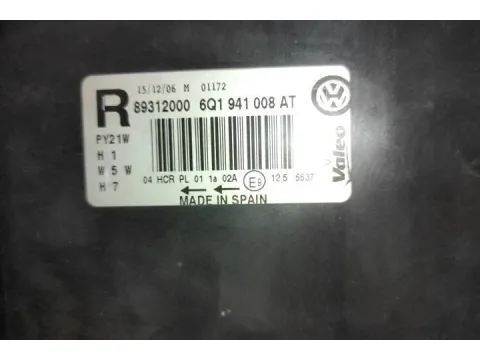 15/12/06 M 01172
R 89312000 6Q1 941 008 AT
PY21W
H 1
W 5 W
H 7
04 HCR PL 01 1a 02A E9 12.5 5537
MADE IN SPAIN
Valeo